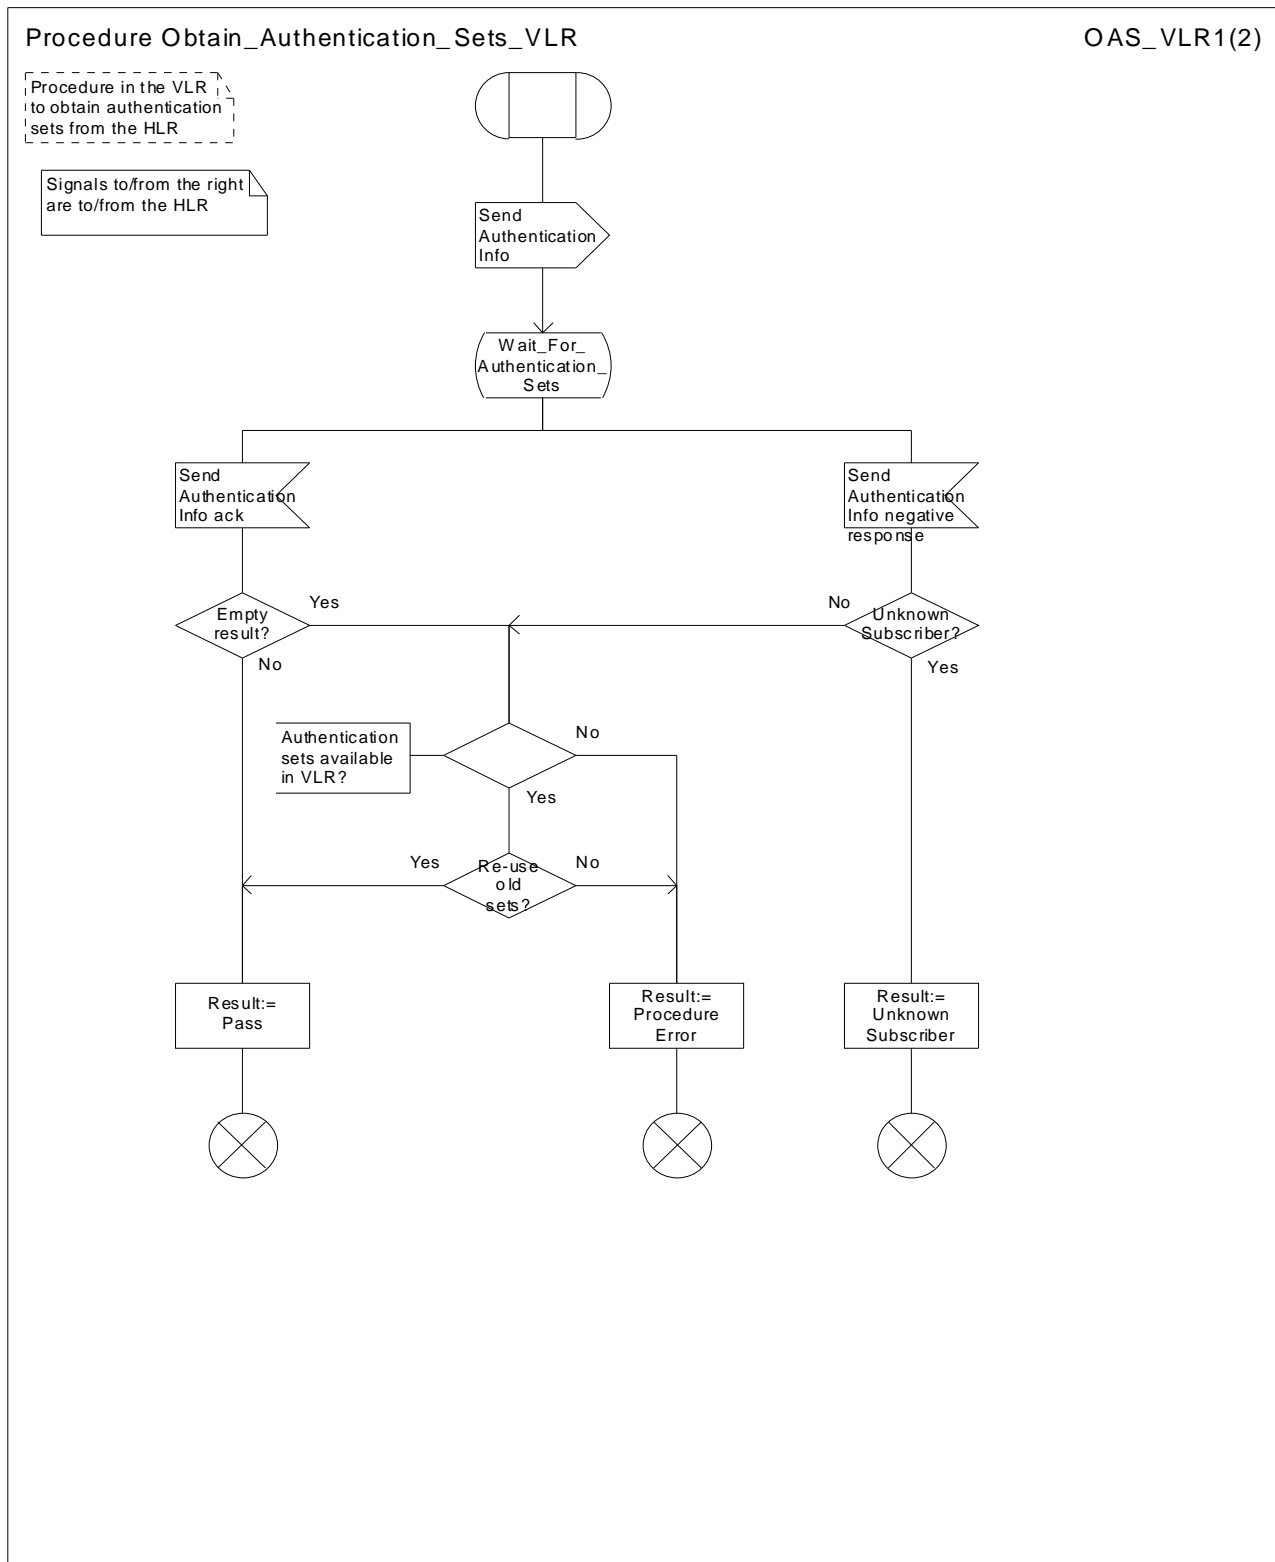 Procedure Obtain_Authentication_Sets_VLR
OAS_VLR1(2)
Procedure in the VLR
to obtain authentication
sets from the HLR
Signals to/from the right
are to/from the HLR
Send
Authentication
Info
Wait_For_
Authentication_
Sets
Send
Authentication
Info ack
Send
Authentication
Info negative
response
Empty
result?
Yes
No
No
Unknown
Subscriber?
Yes
Authentication
sets available
in VLR?
No
Yes
Yes
Re-use
old
sets?
No
Result:=
Pass
Result:=
Procedure
Error
Result:=
Unknown
Subscriber